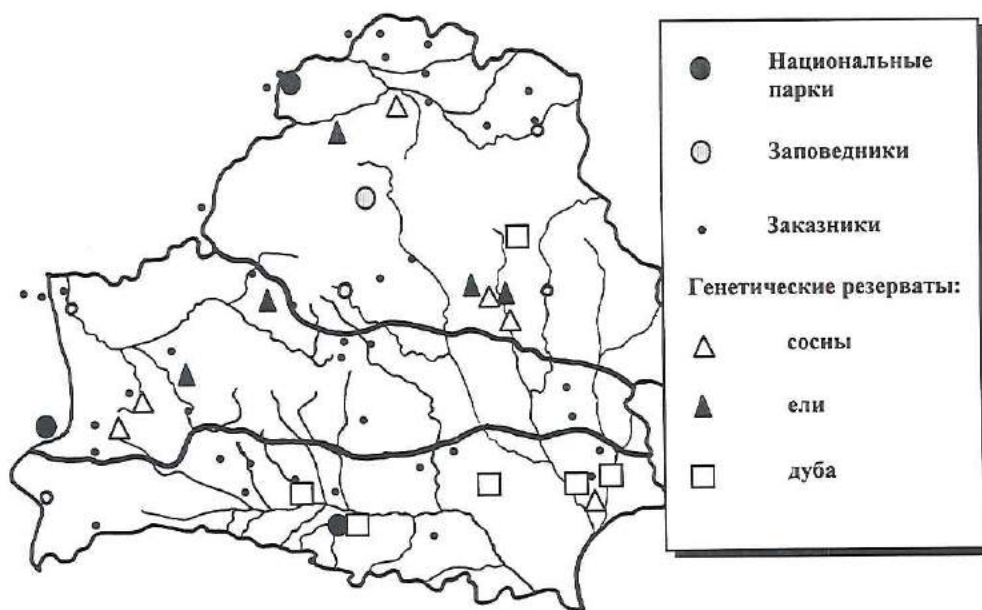 Национальные
парки
Заповедники
Заказники
Генетические резерваты:
сосны
ели
дуба